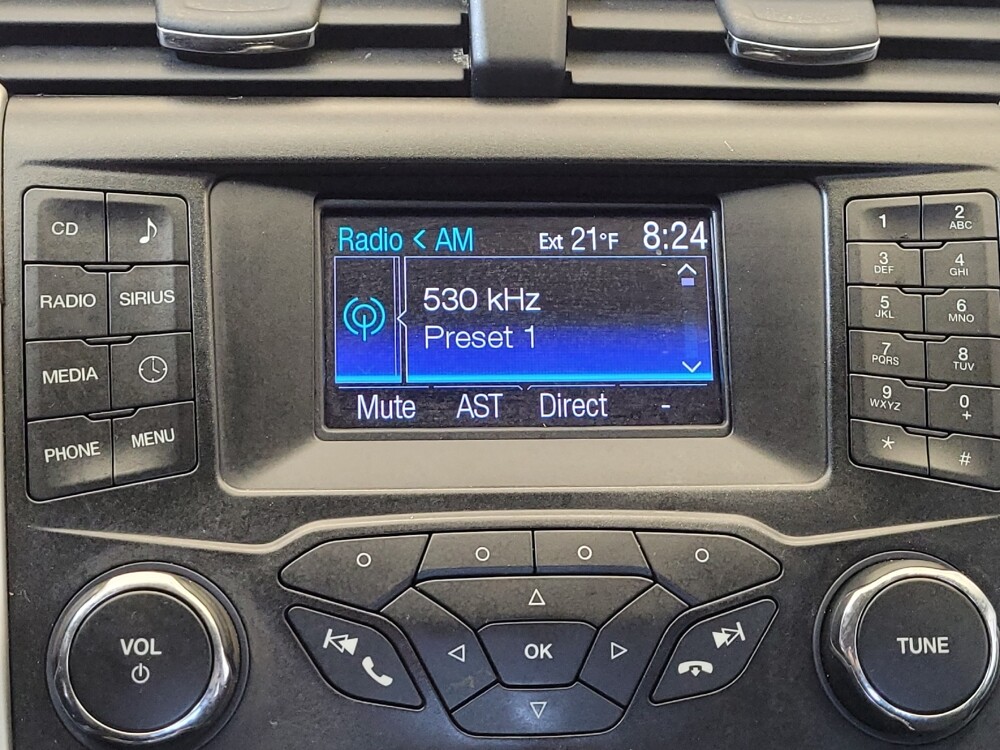 Radio < AM Ext 21°F 8:24
530 kHz
Preset 1
Mute AST Direct -
CD
RADIO SIRIUS
MEDIA
PHONE MENU
1 2 ABC
3 DEF 4 GHI
5 JKL 6 MNO
7 PQRS 8 TUV
9 WXYZ 0 +
* #
VOL
OK
TUNE